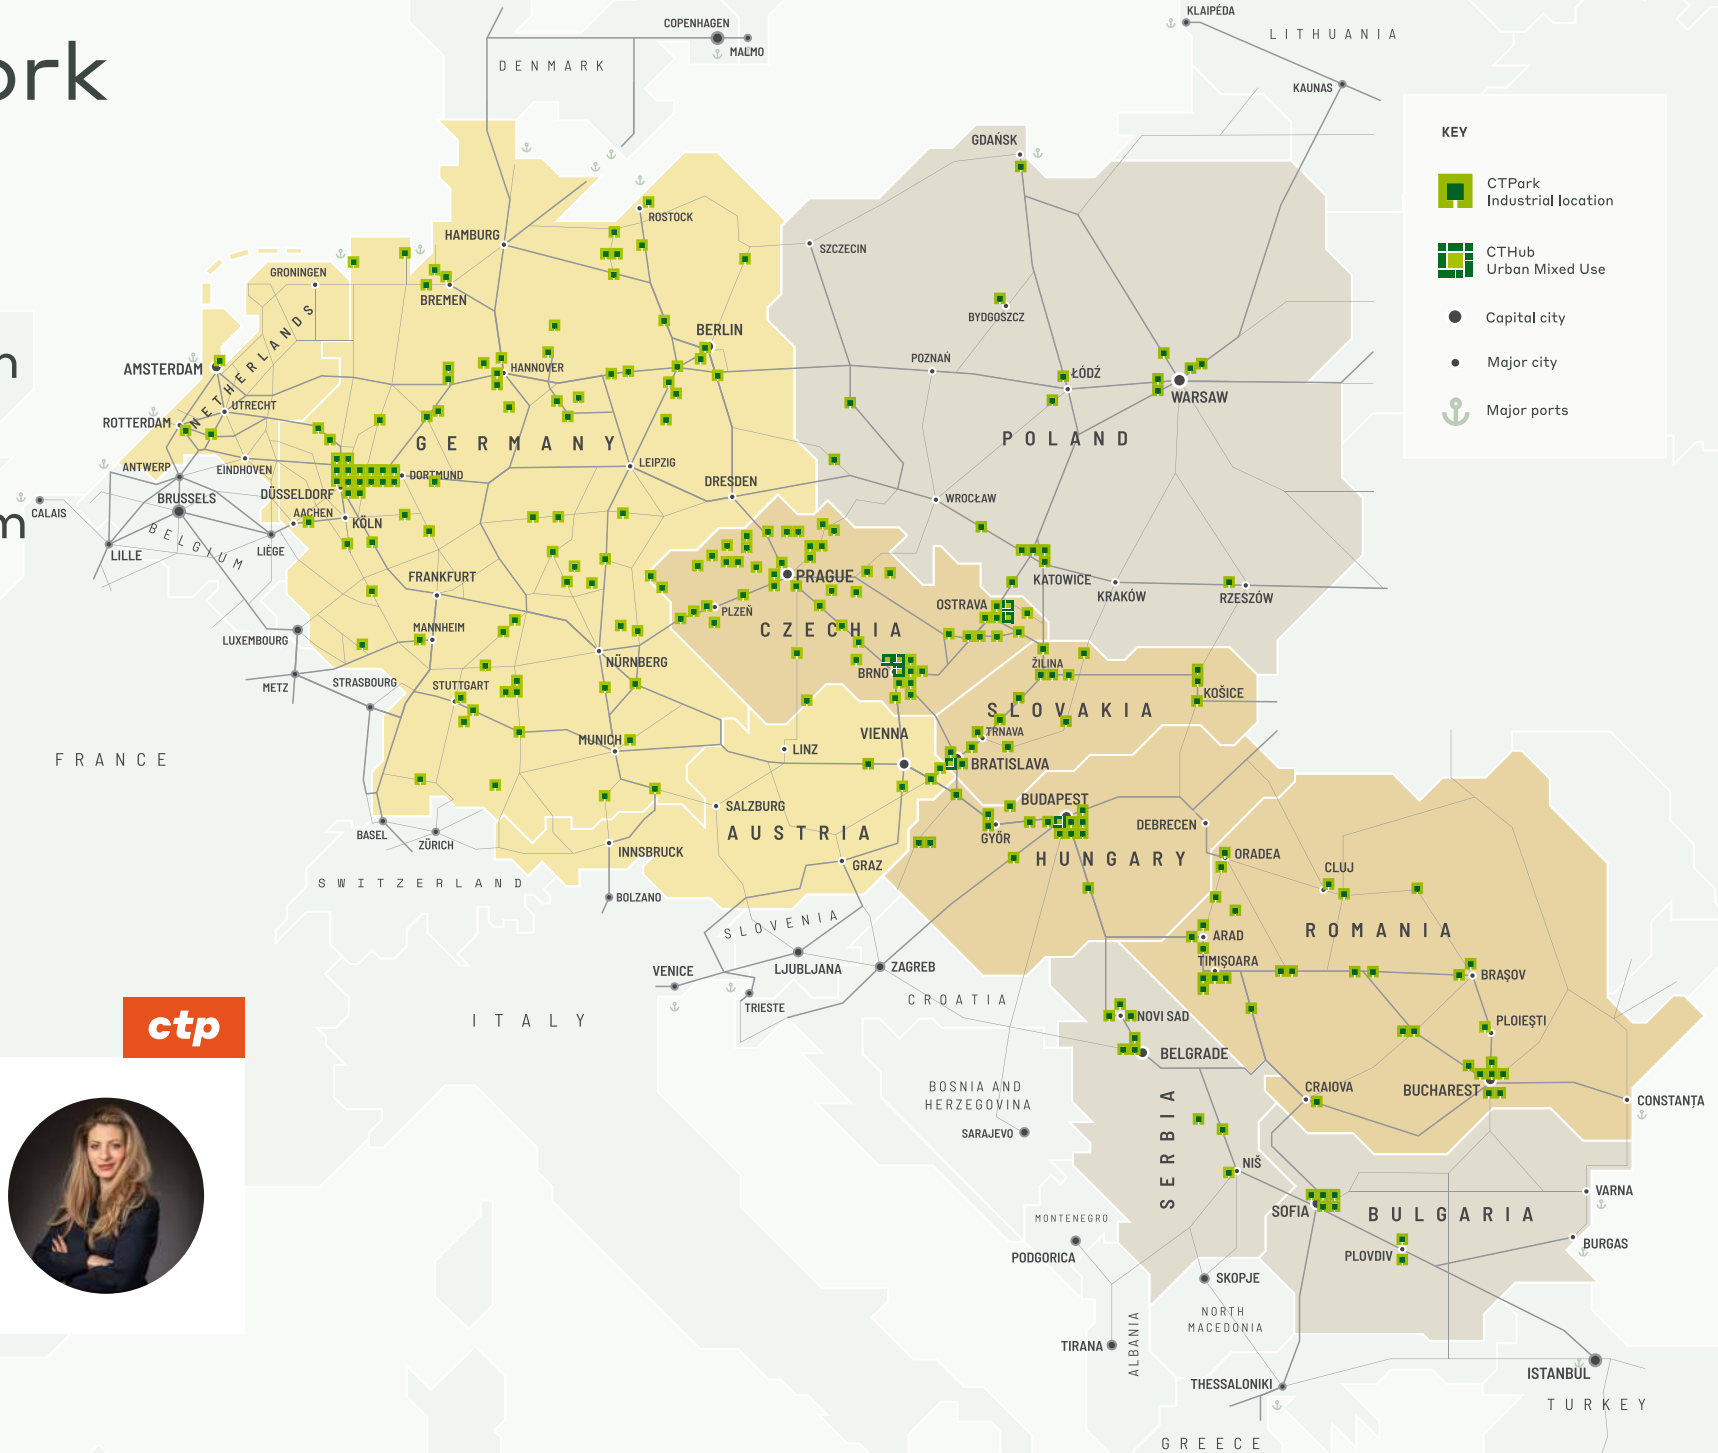 ork
n
m
COPENHAGEN
MALMO
DENMARK
KLAIPĖDA
LITHUANIA
KAUNAS
KEY
CTPark
Industrial location
CTHub
Urban Mixed Use
Capital city
Major city
Major ports
GDAŃSK
ROSTOCK
HAMBURG
SZCZECIN
GRONINGEN
BREMEN
BYDGOSZCZ
BERLIN
NETHERLANDS
AMSTERDAM
HANNOVER
POZNAŃ
ŁÓDŹ
WARSAW
UTRECHT
ROTTERDAM
GERMANY
POLAND
ANTWERP
EINDHOVEN
DORTMUND
LEIPZIG
DRESDEN
DÜSSELDORF
BRUSSELS
WROCŁAW
CALAIS
AACHEN
KÖLN
BELGIUM
LILLE
LIÈGE
FRANKFURT
PRAGUE
KATOWICE
KRAKÓW
RZESZÓW
OSTRAVA
PLZEŇ
CZECHIA
LUXEMBOURG
MANNHEIM
NÜRNBERG
BRNO
ŽILINA
METZ
STRASBOURG
STUTTGART
KOŠICE
SLOVAKIA
MUNICH
LINZ
VIENNA
TRNAVA
BRATISLAVA
FRANCE
SALZBURG
AUSTRIA
BUDAPEST
GYŐR
DEBRECEN
BASEL
ZÜRICH
INNSBRUCK
GRAZ
HUNGARY
ORADEA
CLUJ
SWITZERLAND
BOLZANO
SLOVENIA
ROMANIA
ARAD
TIMIȘOARA
BRAȘOV
VENICE
LJUBLJANA
ZAGREB
TRIESTE
CROATIA
ITALY
NOVI SAD
PLOIEȘTI
BELGRADE
ctp
BOSNIA AND
HERZEGOVINA
SARAJEVO
CRAIOVA
BUCHAREST
CONSTANȚA
SERBIA
NIŠ
SOFIA
BULGARIA
VARNA
MONTENEGRO
PODGORICA
PLOVDIV
BURGAS
SKOPJE
NORTH
MACEDONIA
TIRANA
ALBANIA
THESSALONIKI
ISTANBUL
TURKEY
GREECE